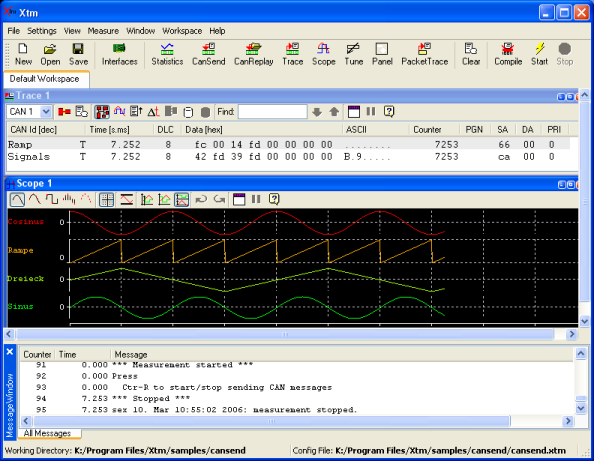 Xtm Xtm
File Settings View Measure Window Workspace Help
New Open Save Interfaces Statistics CanSend CanReplay Trace Scope Tune Panel PacketTrace Clear Compile Start Stop
Default Workspace
Trace 1
CAN 1 Find:
CAN Id [dec] Time [s.ms] DLC Data [hex] ASCII Counter PGN SA DA PRI
Ramp T 7.252 8 fc 00 14 fd 00 00 00 00 ........ 7253 66 00 0
Signals T 7.252 8 42 fd 39 fd 00 00 00 00 B.9..... 7253 ca 00 0
Scope 1
Cosinus 0
Rampe 0
Dreieck 0
Sinus 0
MessageWindow
Counter Time Message
91 0.000 *** Measurement started ***
92 0.000 Press
93 0.000 Ctr-R to start/stop sending CAN messages
94 7.253 *** Stopped ***
95 7.253 sex 10. Mar 10:55:02 2006: measurement stopped.
All Messages
Working Directory: K:/Program Files/Xtm/samples/cansend Config File: K:/Program Files/Xtm/samples/cansend/cansend.xtm